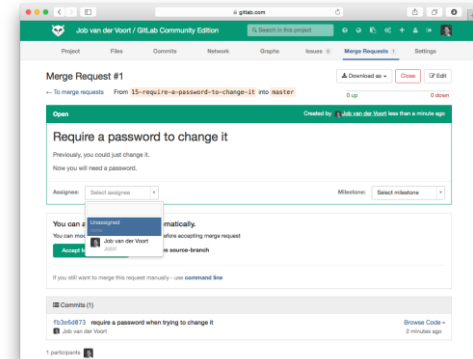 gitlab.com
Job van der Voort / GitLab Community Edition
Search in this project
Project Files Commits Network Graphs Issues 0 Merge Requests 1 Settings
Merge Request #1
Download as Close Edit
← To merge requests From 15-require-a-password-to-change-it into master
0 up 0 down
Open Created by Job van der Voort less than a minute ago
Require a password to change it
Previously, you could just change it.
Now you will need a password.
Assignee: Select assignee Milestone: Select milestone
Unassigned
Job van der Voort
You can a matically.
You can before accepting merge request
Accept source-branch
If you still want to merge this request manually - use command line
Commits (1)
fb3e6d073 require a password when trying to change it Browse Code »
Job van der Voort 2 minutes ago
1 participants